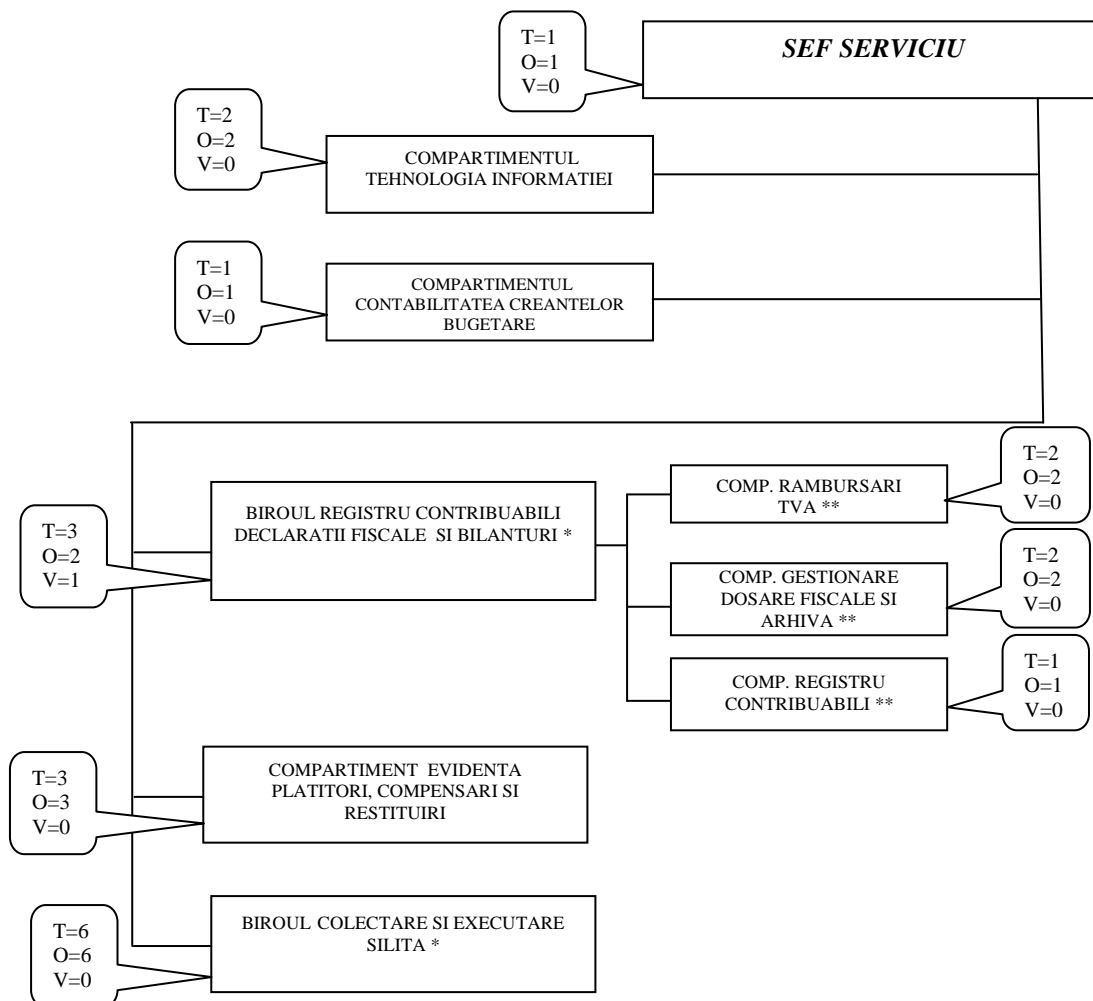 T=1
O=1
V=0
SEF SERVICIU
T=2
O=2
V=0
COMPARTIMENTUL
TEHNOLOGIA INFORMATIEI
T=1
O=1
V=0
COMPARTIMENTUL
CONTABILITATEA CREANTELOR
BUGETARE
T=3
O=2
V=1
BIROUL REGISTRU CONTRIBUABILI
DECLARATII FISCALE SI BILANTURI *
COMP. RAMBURSARI
TVA **
T=2
O=2
V=0
COMP. GESTIONARE
DOSARE FISCALE SI
ARHIVA **
T=2
O=2
V=0
COMP. REGISTRU
CONTRIBUABILI **
T=1
O=1
V=0
T=3
O=3
V=0
COMPARTIMENT EVIDENTA
PLATITORI, COMPENSARI SI
RESTITUIRI
T=6
O=6
V=0
BIROUL COLECTARE SI EXECUTARE
SILITA *